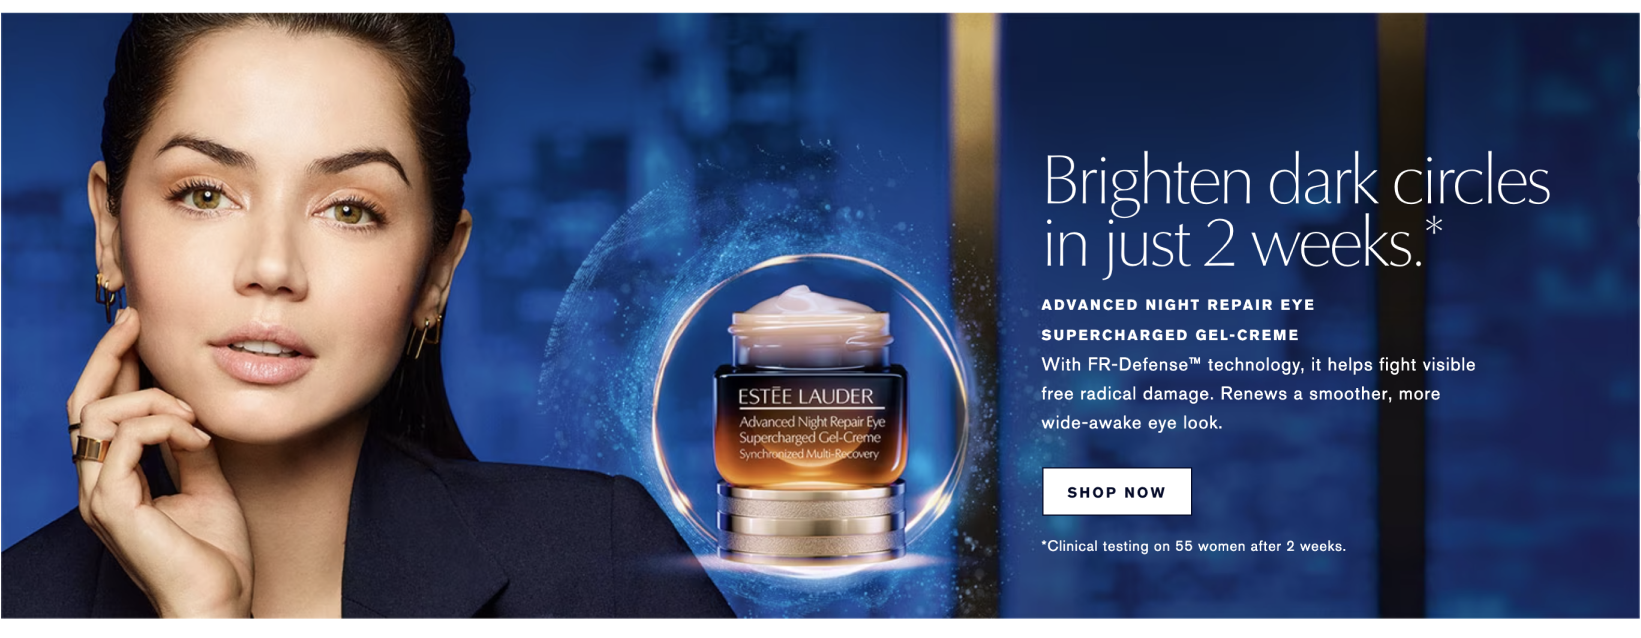 Brighten dark circles
in just 2 weeks.*
ADVANCED NIGHT REPAIR EYE
SUPERCHARGED GEL-CREME
With FR-Defense™ technology, it helps fight visible
free radical damage. Renews a smoother, more
wide-awake eye look.
SHOP NOW
*Clinical testing on 55 women after 2 weeks.
ESTĒE LAUDER
Advanced Night Repair Eye
Supercharged Gel-Creme
Synchronized Multi-Recovery